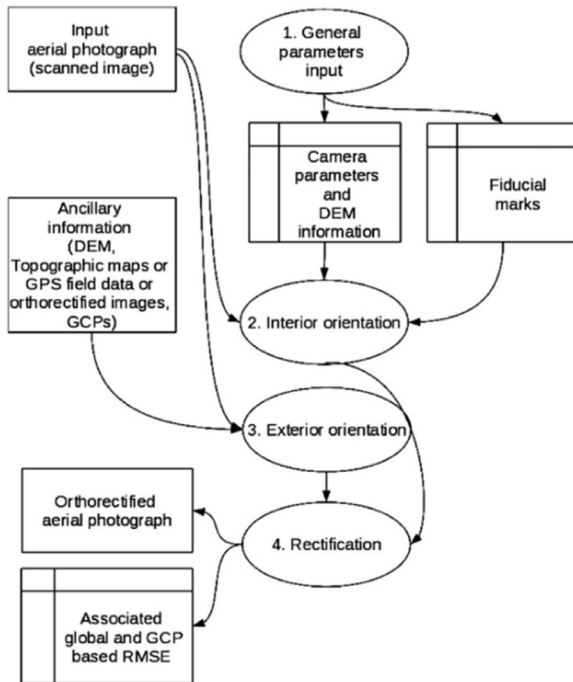 Input
aerial photograph
(scanned image)
1. General
parameters
input
Camera
parameters
and
DEM
information
Fiducial
marks
Ancillary
information
(DEM,
Topographic maps or
GPS field data or
orthorectified images,
GCPs)
2. Interior orientation
3. Exterior orientation
Orthorectified
aerial photograph
4. Rectification
Associated
global and GCP
based RMSE